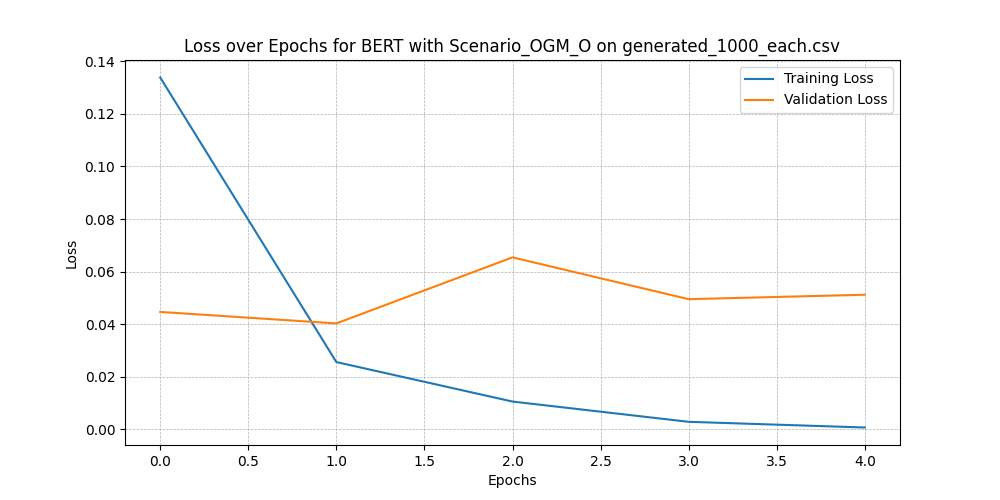 Loss over Epochs for BERT with Scenario_OGM_O on generated_1000_each.csv
0.14
0.12
0.10
0.08
0.06
0.04
0.02
0.00
Loss
Training Loss
Validation Loss
0.0 0.5 1.0 1.5 2.0 2.5 3.0 3.5 4.0
Epochs